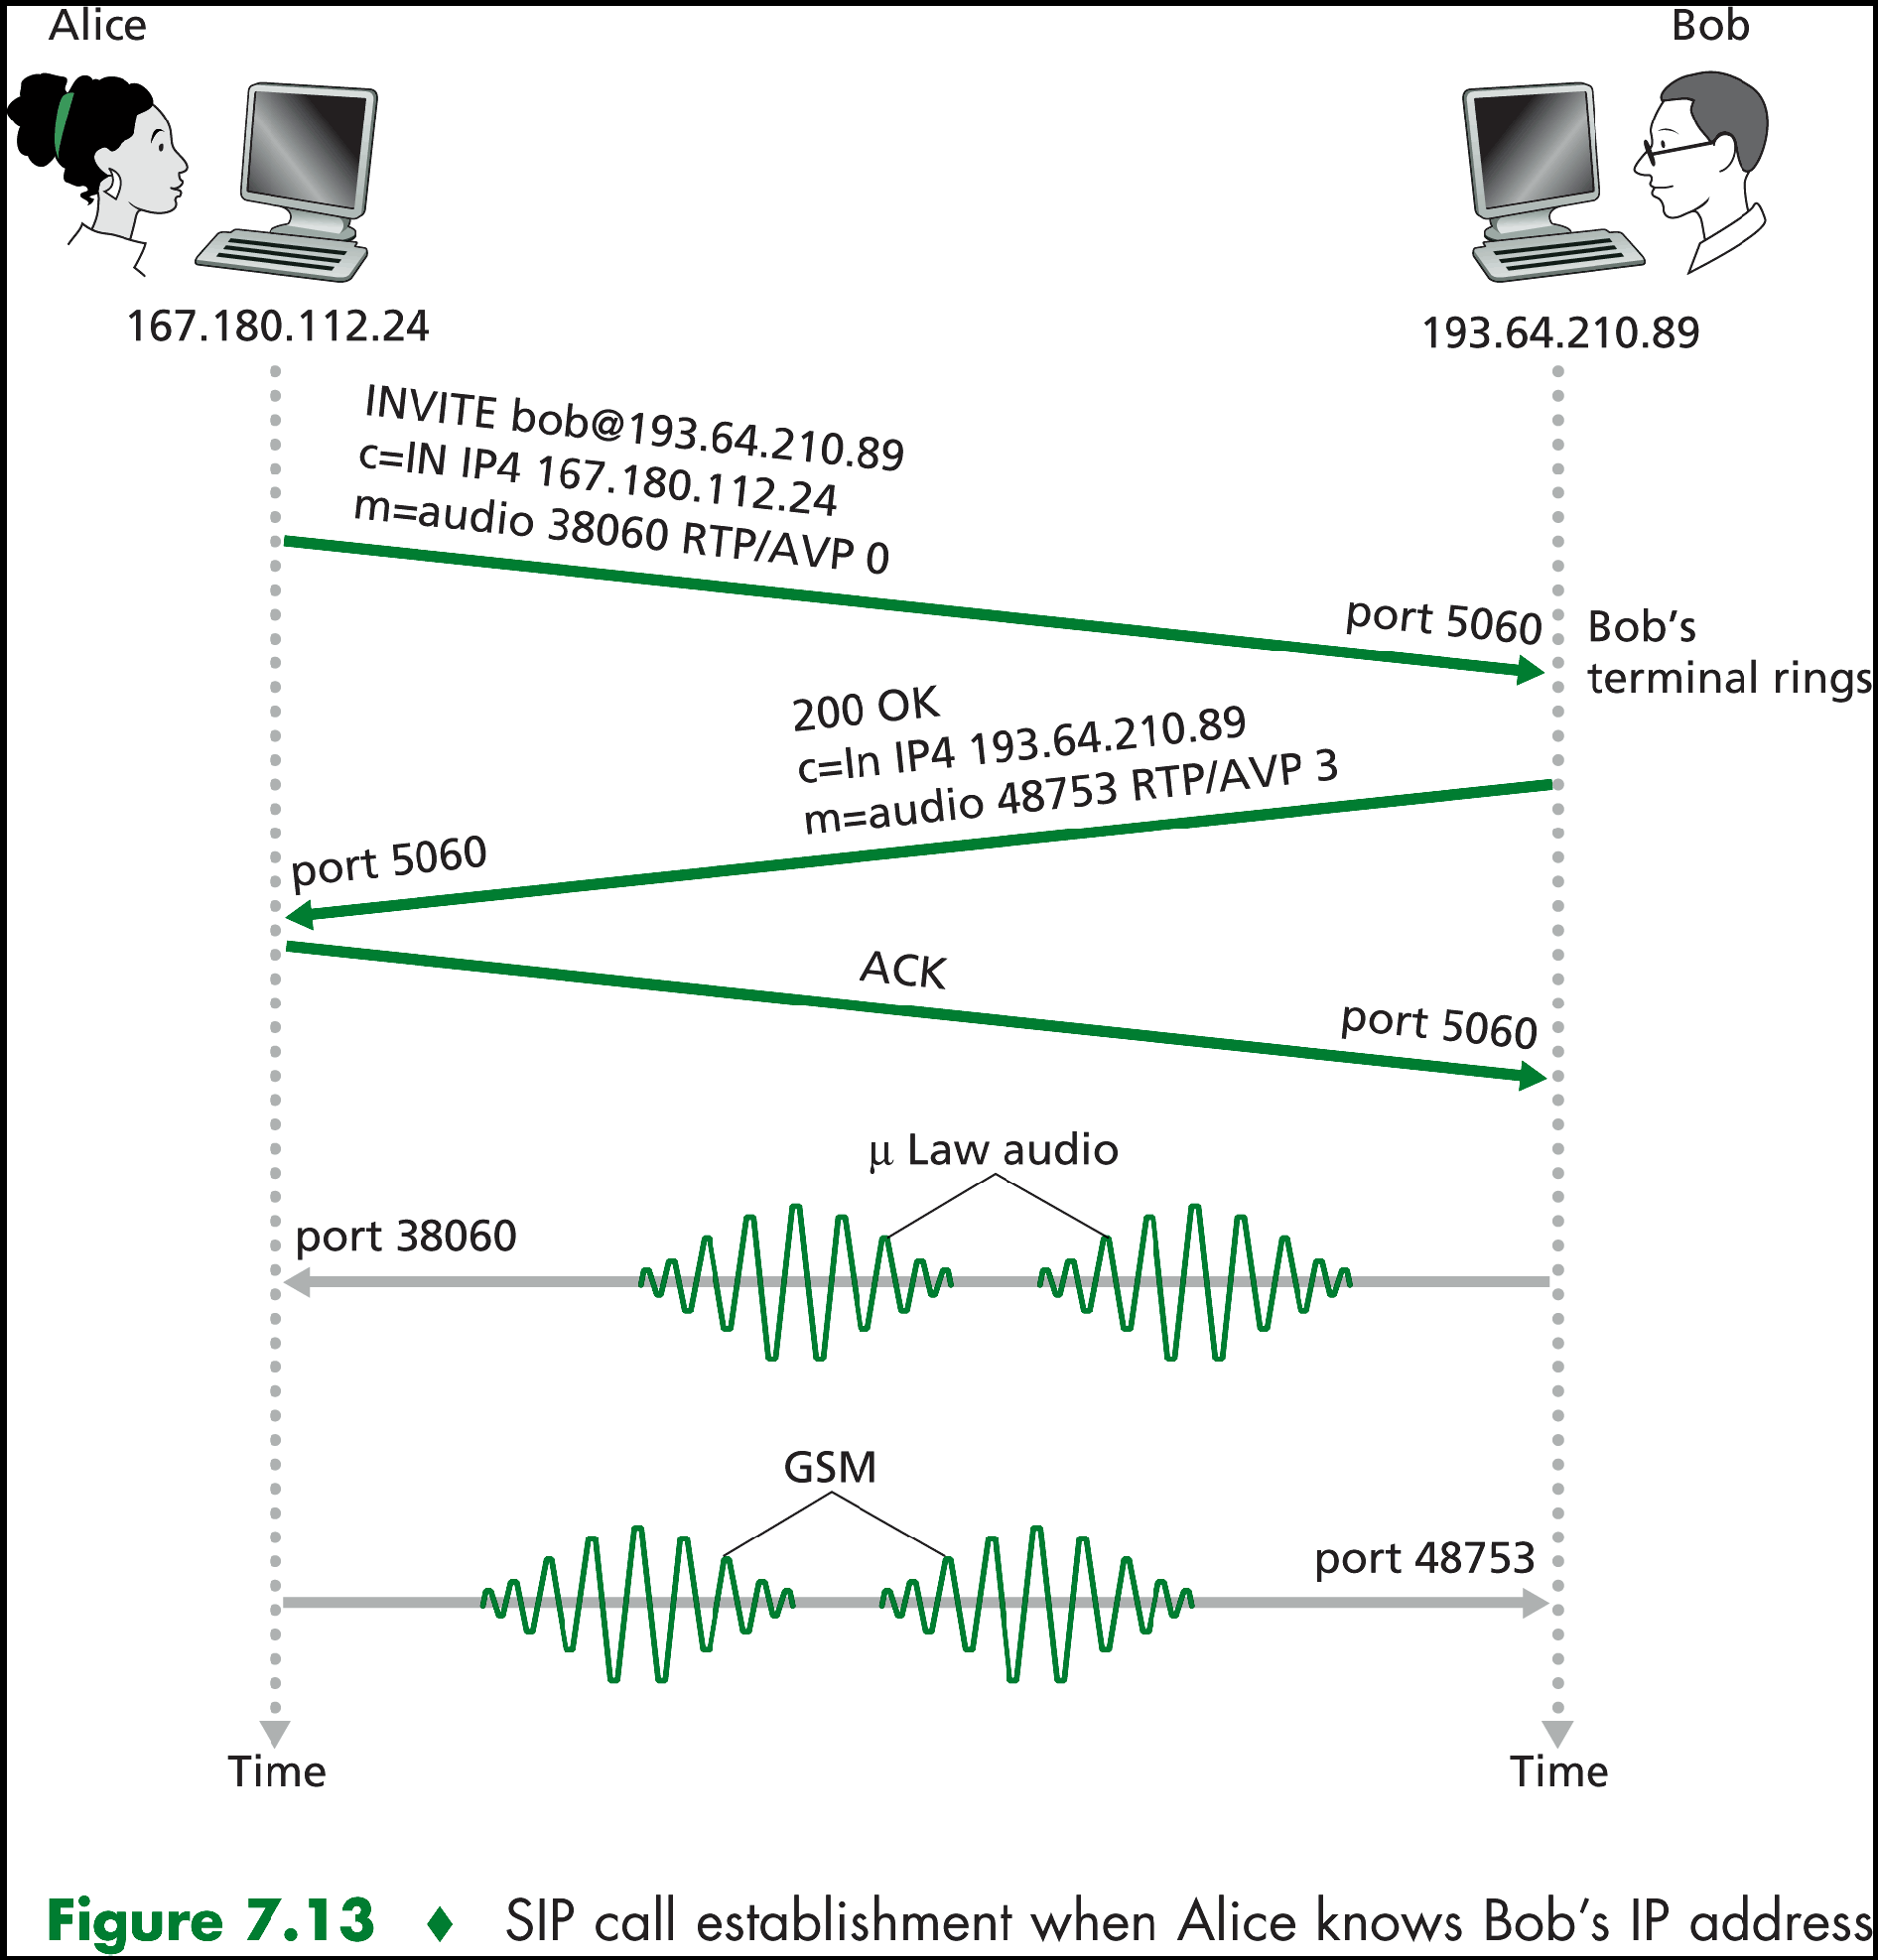 Alice
Bob
167.180.112.24
193.64.210.89
INVITE bob@193.64.210.89
c=IN IP4 167.180.112.24
m=audio 38060 RTP/AVP 0
port 5060
Bob’s
terminal rings
200 OK
c=In IP4 193.64.210.89
m=audio 48753 RTP/AVP 3
port 5060
ACK
port 5060
μ Law audio
port 38060
GSM
port 48753
Time
Time
Figure 7.13 ♦ SIP call establishment when Alice knows Bob’s IP address